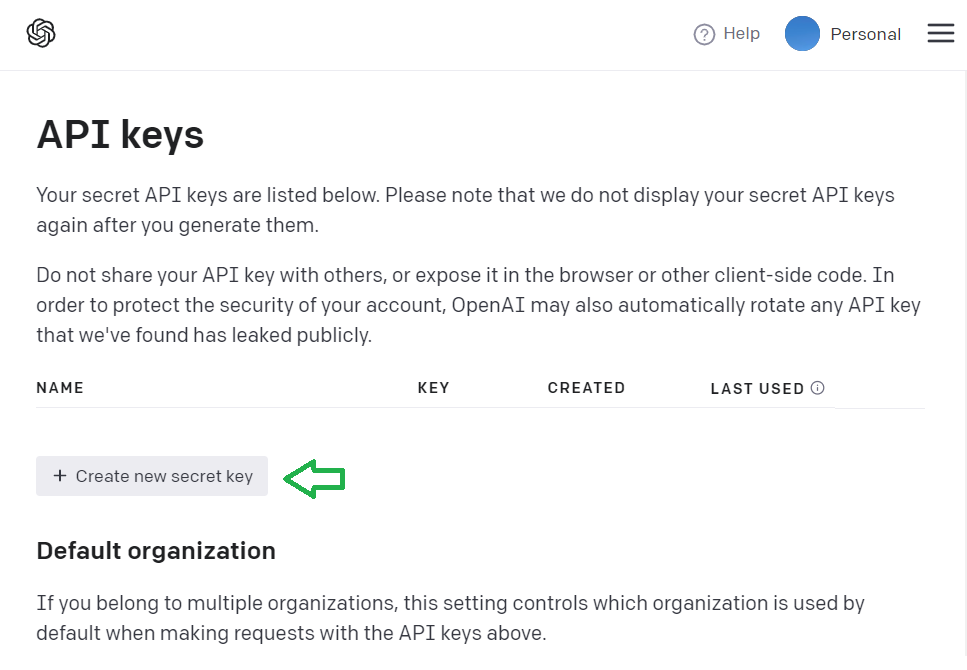 Help
Personal
API keys
Your secret API keys are listed below. Please note that we do not display your secret API keys
again after you generate them.
Do not share your API key with others, or expose it in the browser or other client-side code. In
order to protect the security of your account, OpenAI may also automatically rotate any API key
that we've found has leaked publicly.
NAME KEY CREATED LAST USED
+ Create new secret key
Default organization
If you belong to multiple organizations, this setting controls which organization is used by
default when making requests with the API keys above.